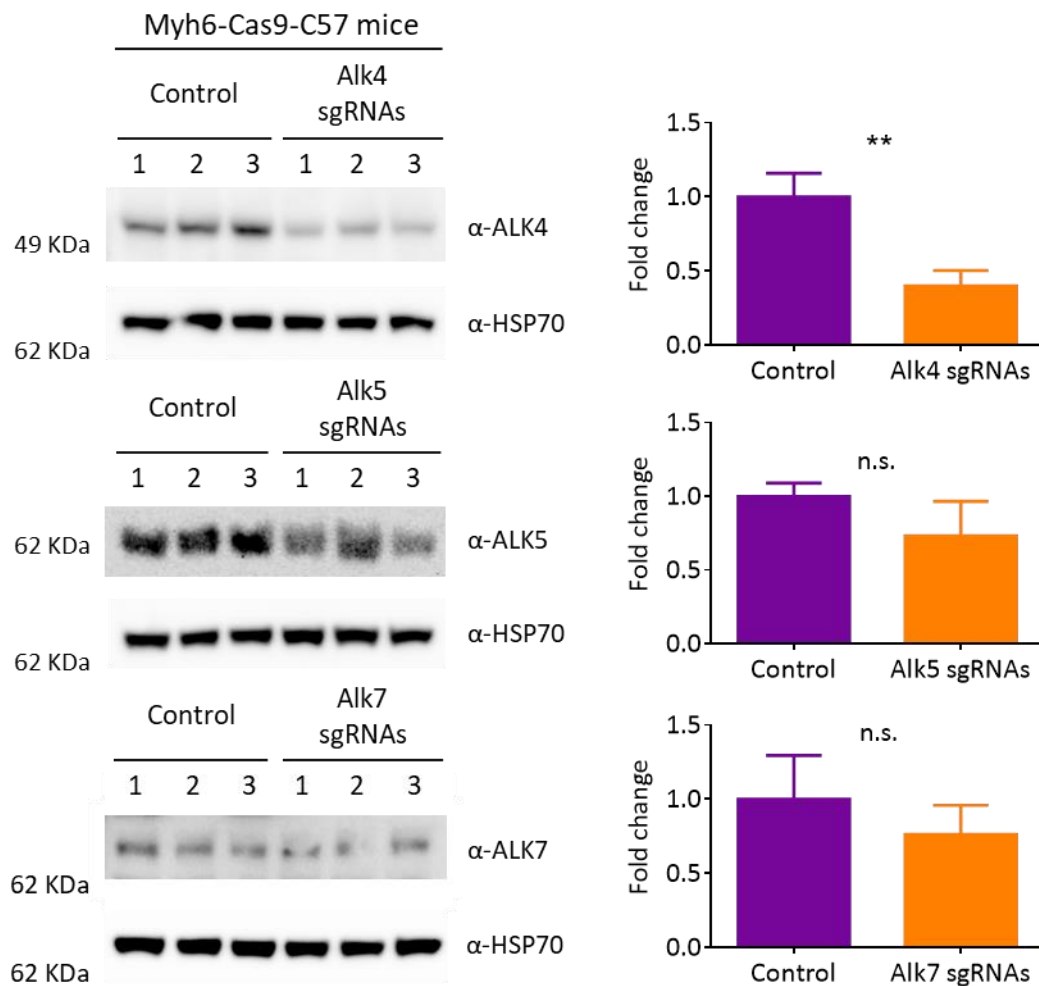 Myh6-Cas9-C57 mice
Control
Alk4
sgRNAs
1 2 3 1 2 3
49 KDa
α-ALK4
62 KDa
α-HSP70
Fold change
1.5
1.0
0.5
0.0
**
Control
Alk4 sgRNAs
Control
Alk5
sgRNAs
1 2 3 1 2 3
62 KDa
α-ALK5
62 KDa
α-HSP70
Fold change
1.5
1.0
0.5
0.0
n.s.
Control
Alk5 sgRNAs
Control
Alk7
sgRNAs
1 2 3 1 2 3
62 KDa
α-ALK7
62 KDa
α-HSP70
Fold change
1.5
1.0
0.5
0.0
n.s.
Control
Alk7 sgRNAs